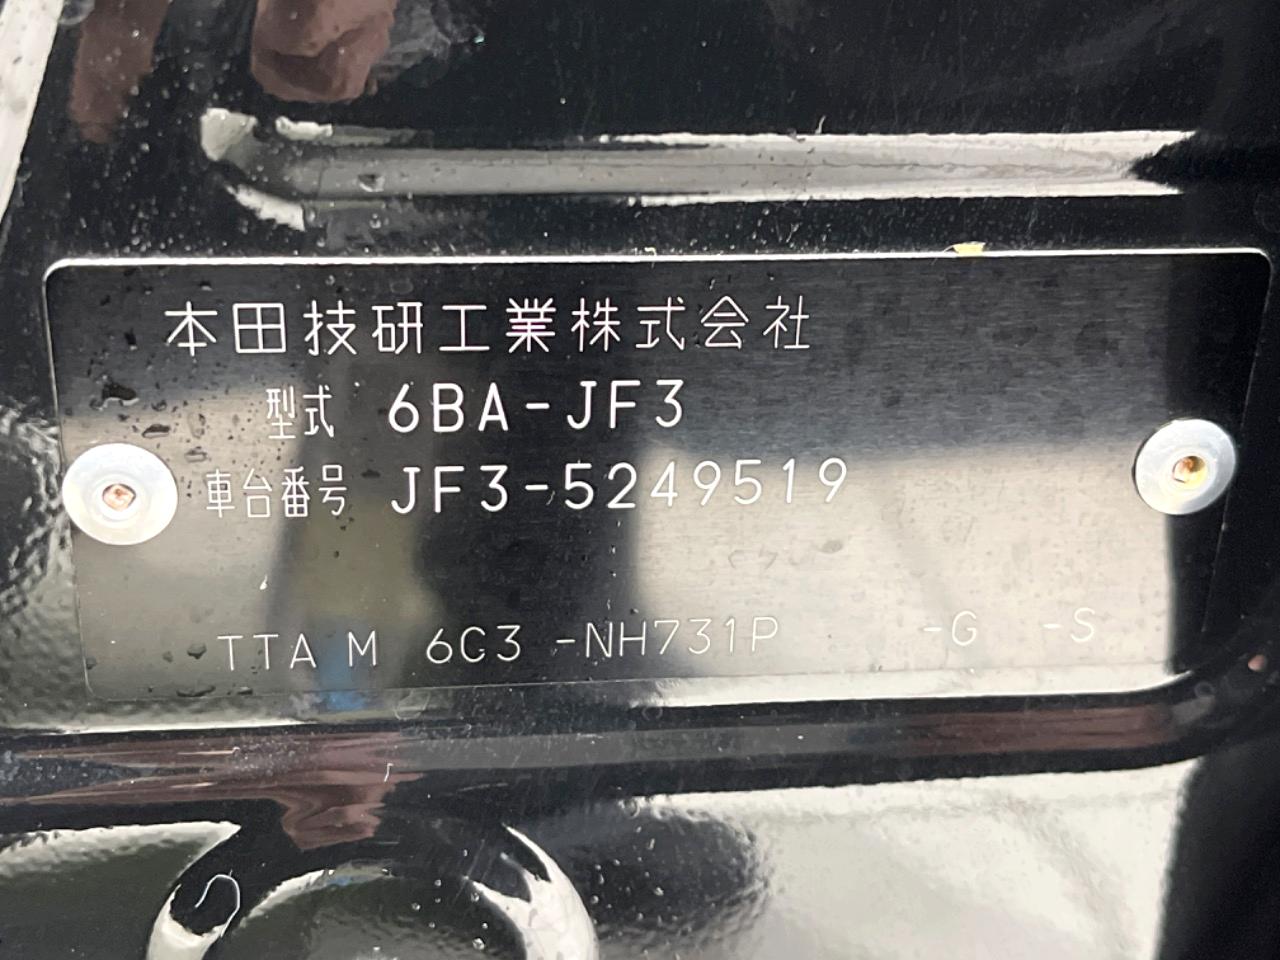 本田技研工業株式会社
型式 6BA-JF3
車台番号 JF3-5249519
TTA M 6C3 -NH731P -G -S